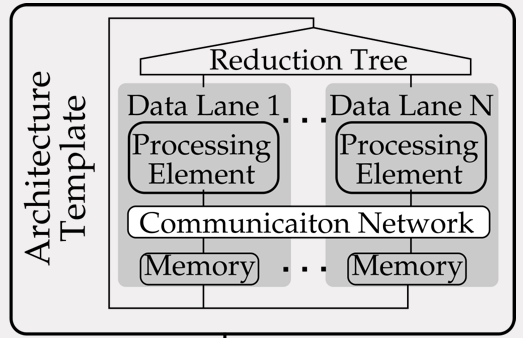 Architecture
Template
Reduction Tree
Data Lane 1
. . .
Data Lane N
Processing
Element
Processing
Element
Communicaiton Network
Memory
. . .
Memory